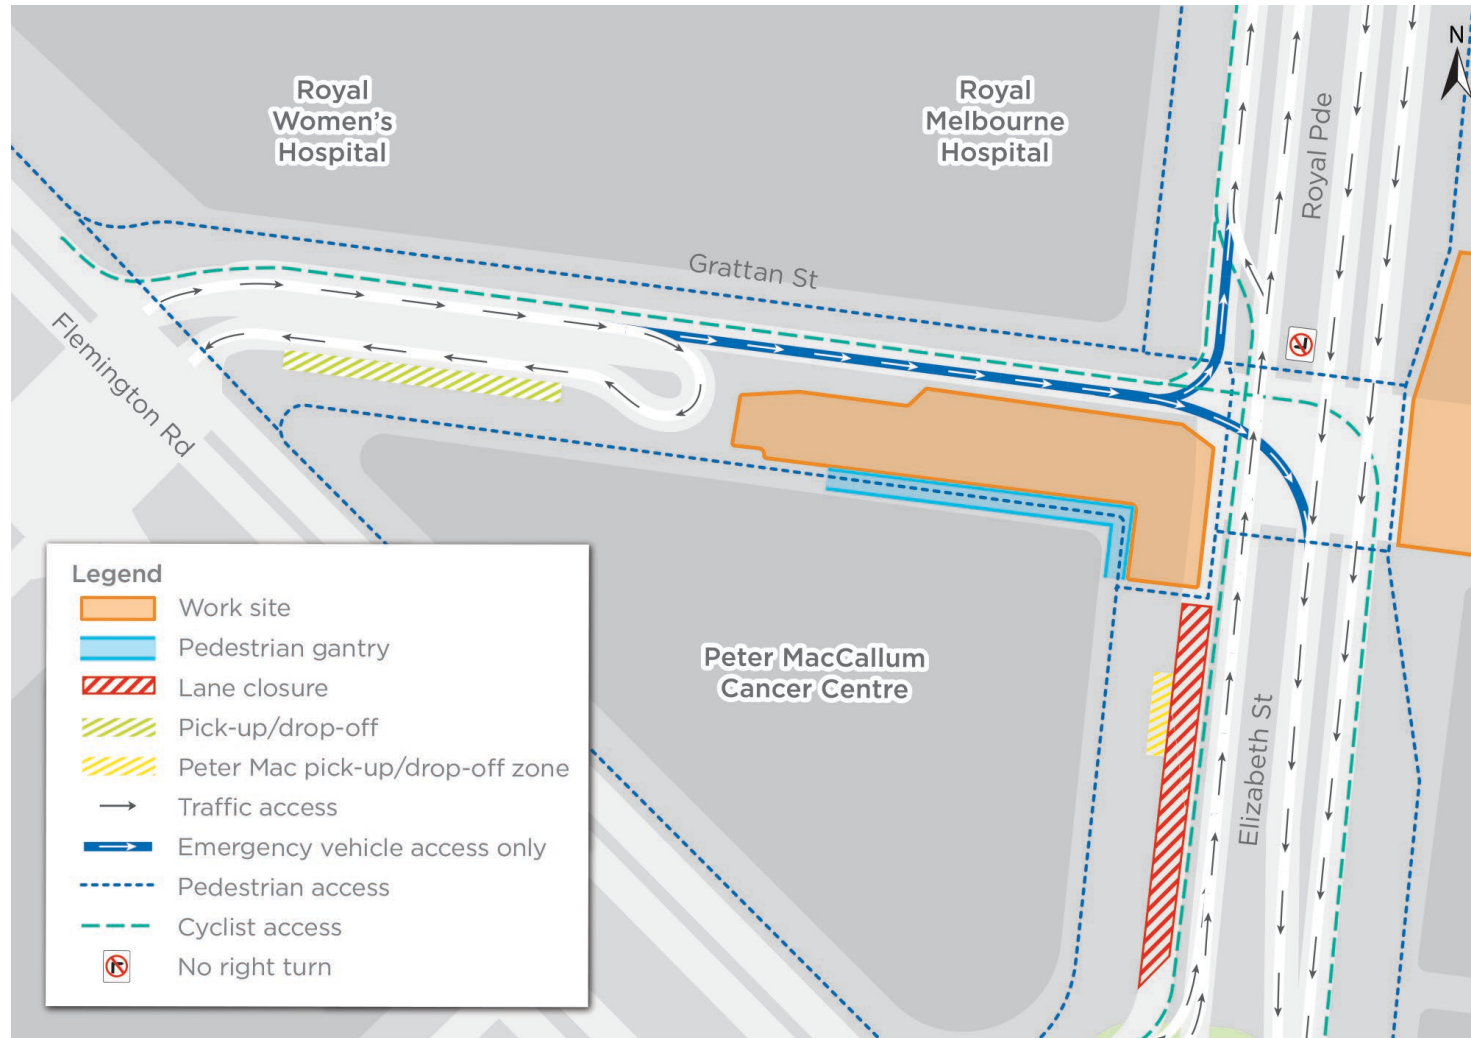 Royal
Women's
Hospital
Royal
Melbourne
Hospital
N
Royal Pde
Grattan St
Flemington Rd
Peter MacCallum
Cancer Centre
Elizabeth St
Legend
Work site
Pedestrian gantry
Lane closure
Pick-up/drop-off
Peter Mac pick-up/drop-off zone
Traffic access
Emergency vehicle access only
Pedestrian access
Cyclist access
No right turn